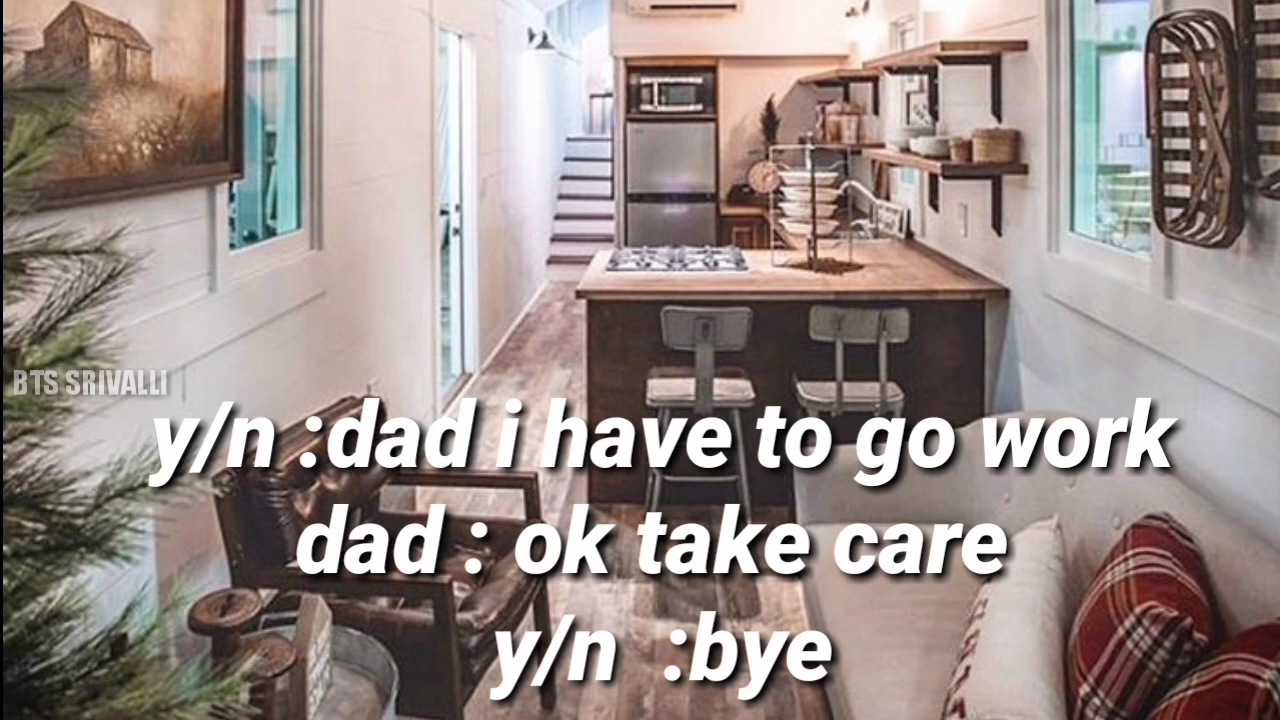 BTS SRIVALLI
y/n :dad i have to go work
dad : ok take care
y/n :bye